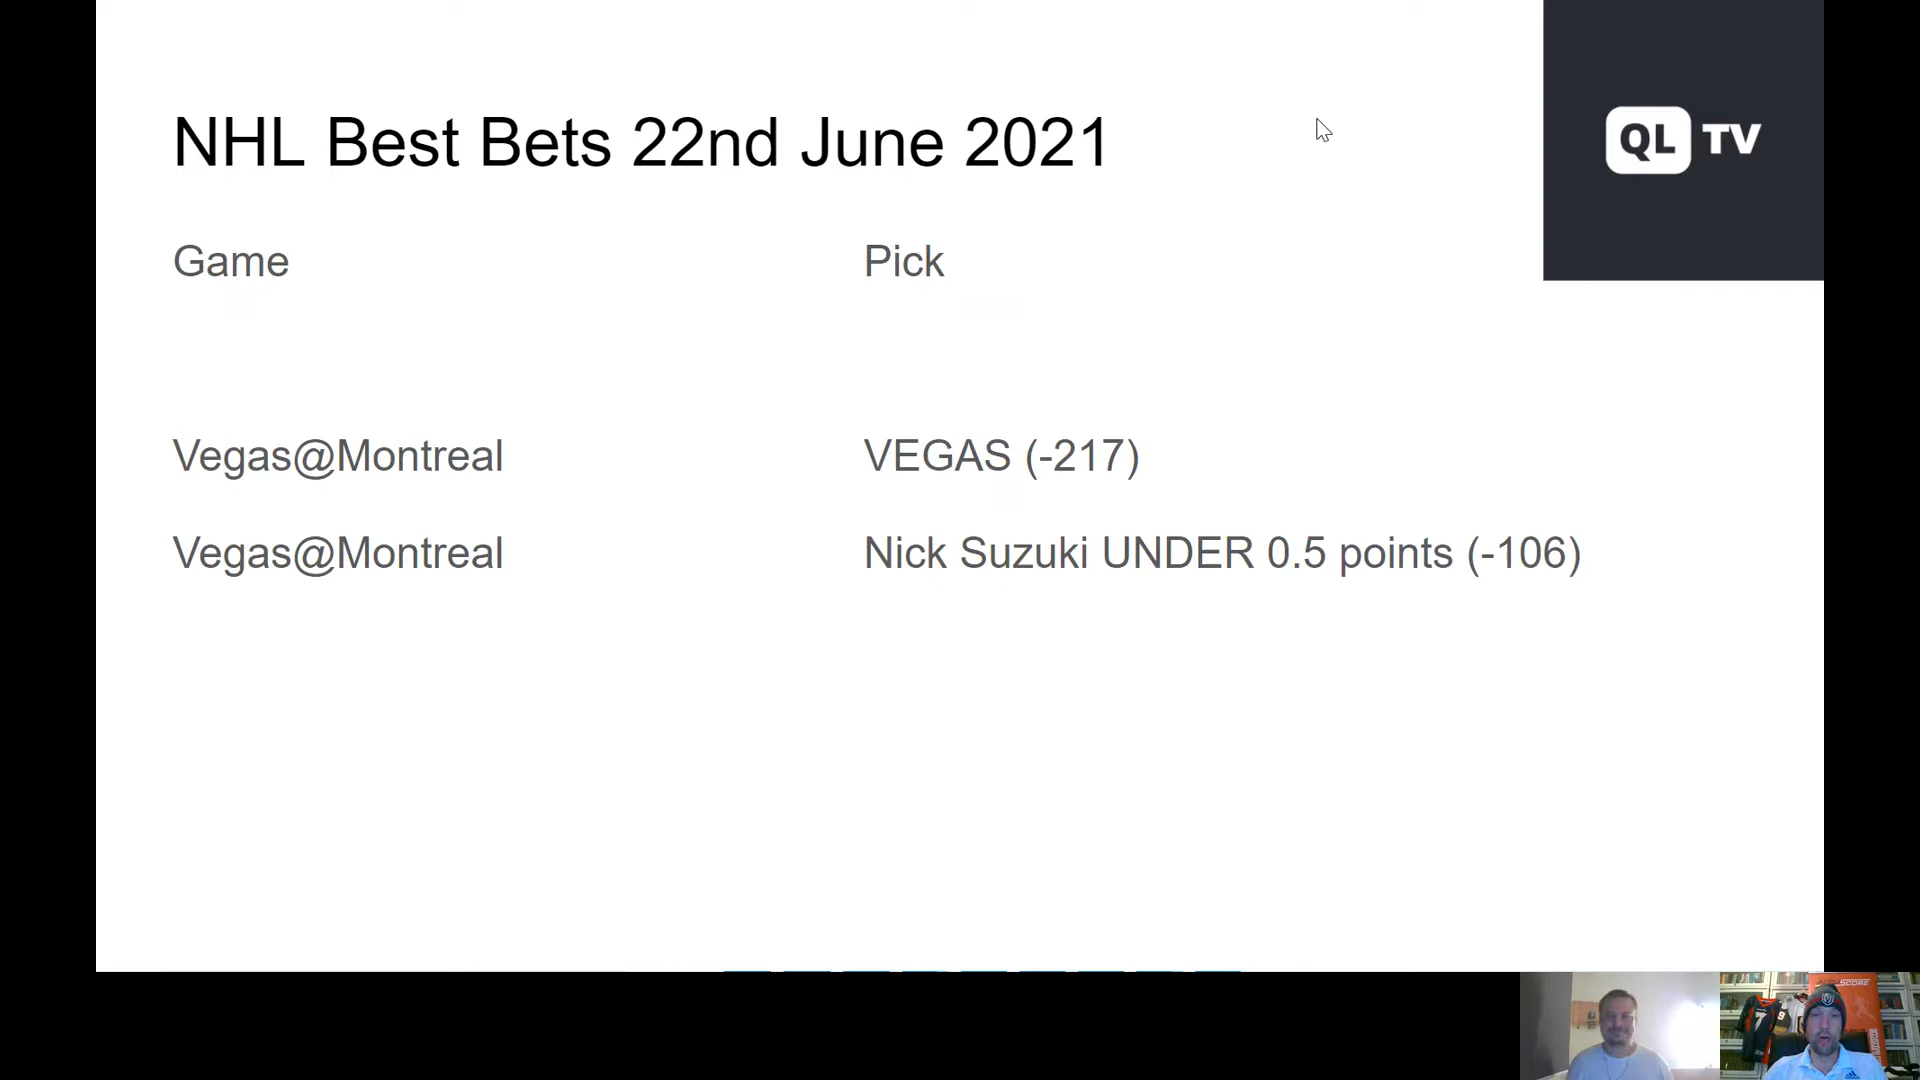 NHL Best Bets 22nd June 2021
QL TV
Game Pick
Vegas@Montreal VEGAS (-217)
Vegas@Montreal Nick Suzuki UNDER 0.5 points (-106)